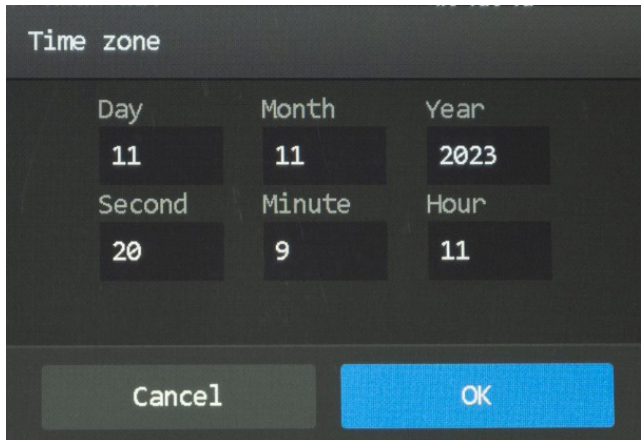 Time zone
Day Month Year
11 11 2023
Second Minute Hour
20 9 11
Cancel OK